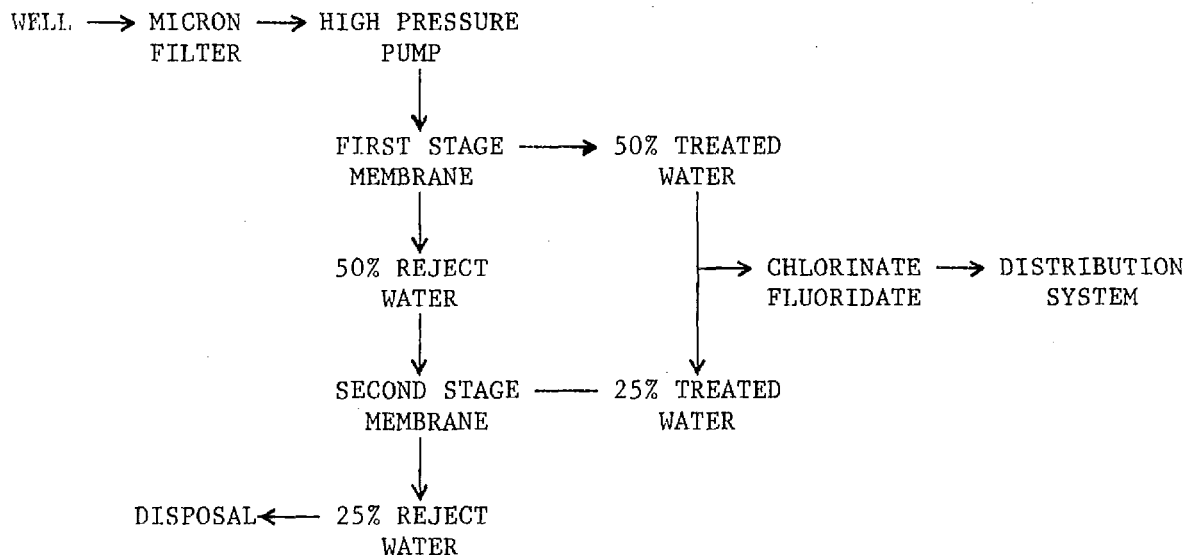 WELL MICRON HIGH PRESSURE
FILTER PUMP
FIRST STAGE 50% TREATED
MEMBRANE WATER
50% REJECT CHLORINATE DISTRIBUTION
WATER FLUORIDATE SYSTEM
SECOND STAGE 25% TREATED
MEMBRANE WATER
DISPOSAL 25% REJECT
WATER